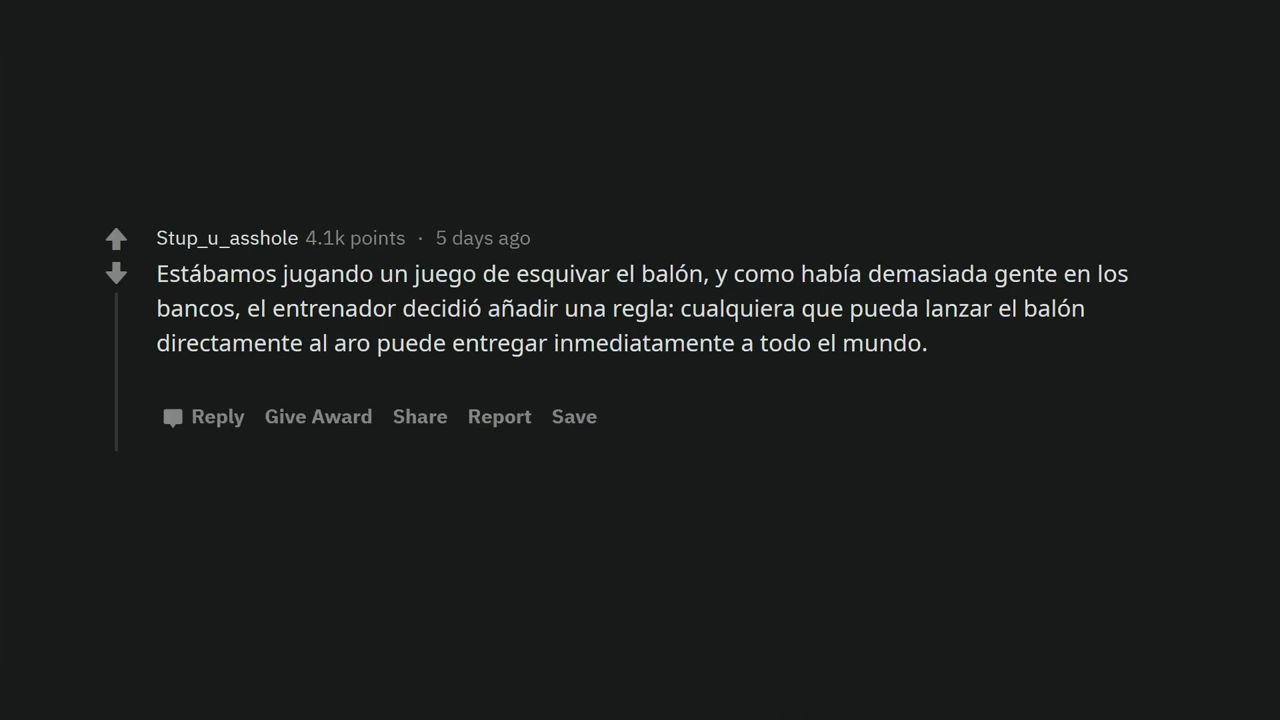 Stup_u_asshole 4.1k points · 5 days ago
Estábamos jugando un juego de esquivar el balón, y como había demasiada gente en los
bancos, el entrenador decidió añadir una regla: cualquiera que pueda lanzar el balón
directamente al aro puede entregar inmediatamente a todo el mundo.
Reply Give Award Share Report Save